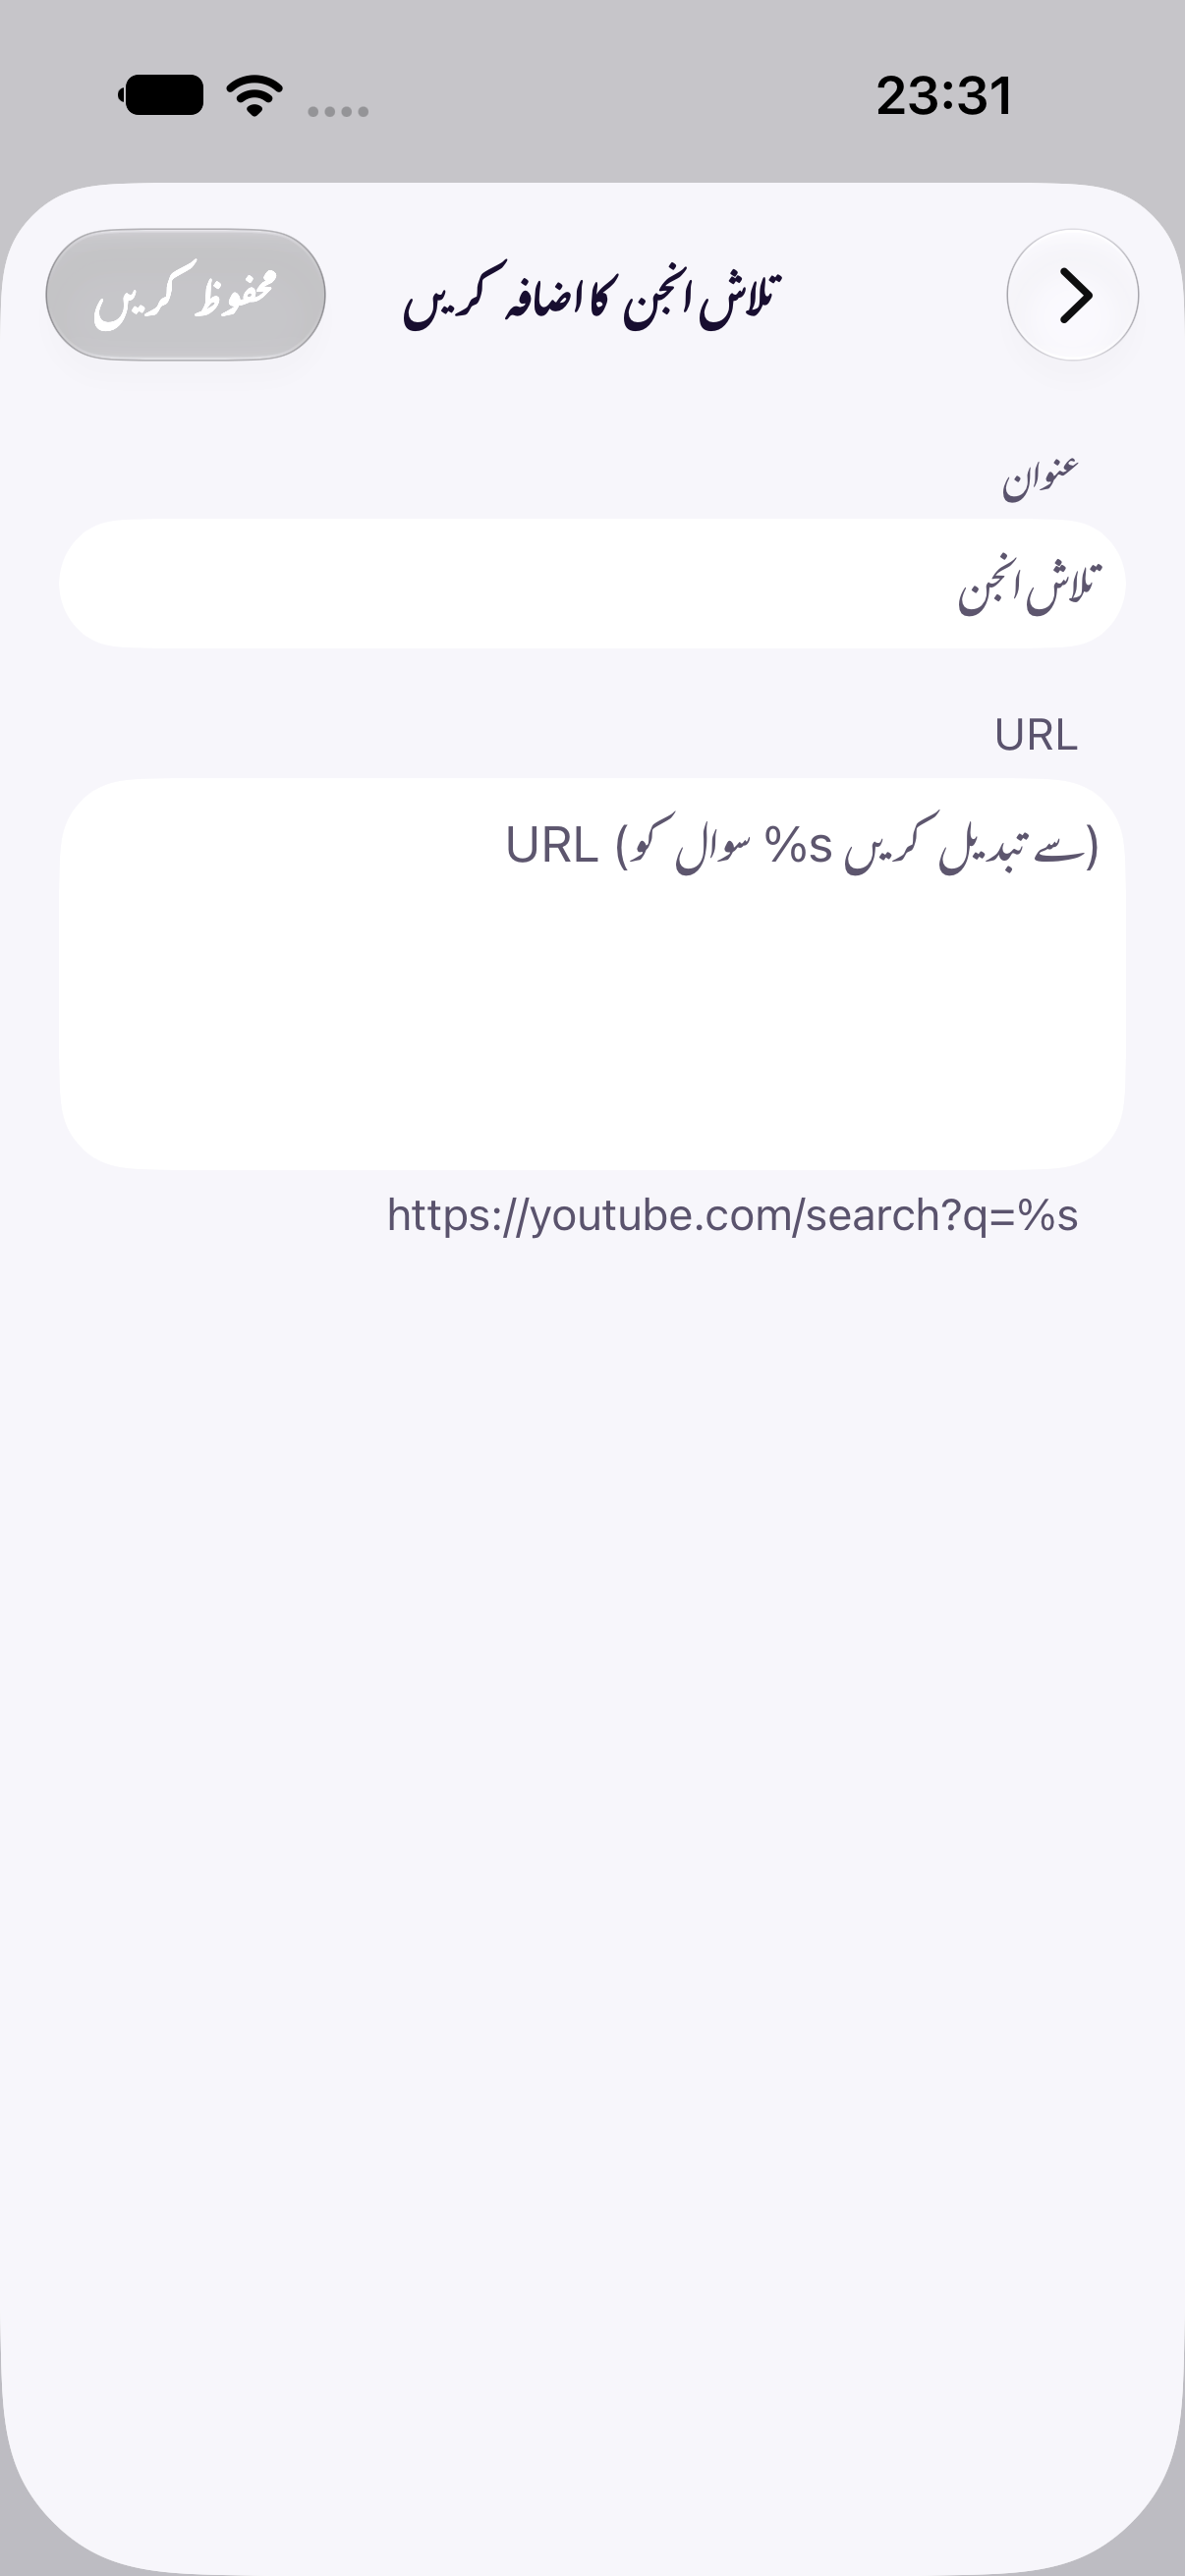 23:31
تلاش انجن کا اضافہ کریں
محفوظ کریں
عنوان
تلاش انجن
URL
URL (سوال کو %s سے تبدیل کریں)
https://youtube.com/search?q=%s